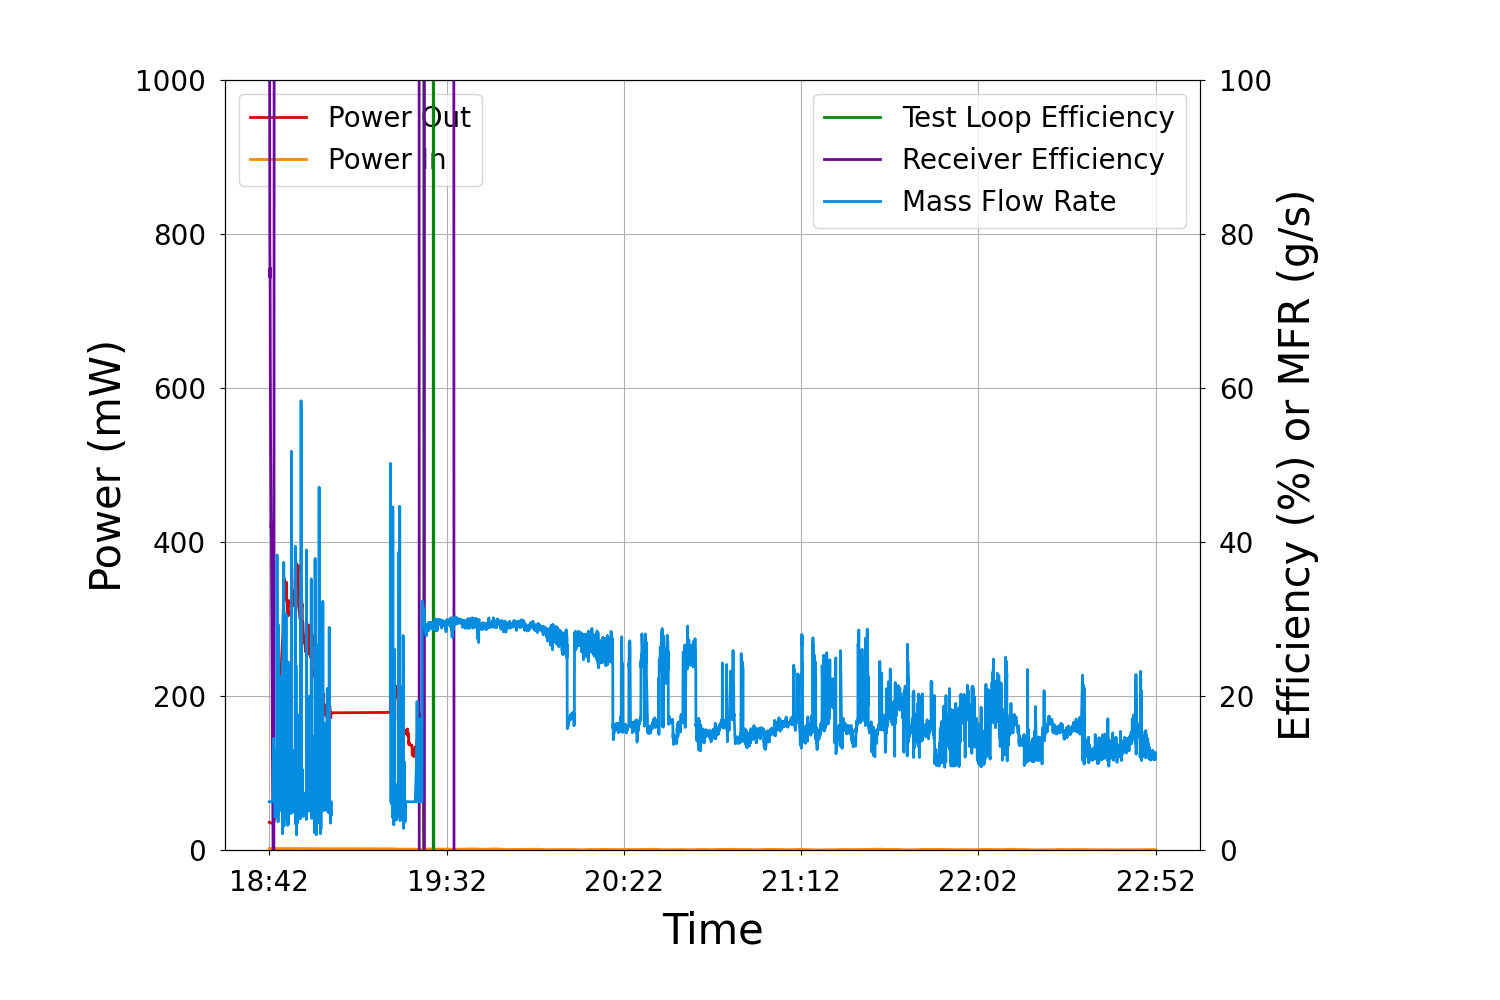 1000
800
600
400
200
0
Power (mW)
Power Out
Power In
Test Loop Efficiency
Receiver Efficiency
Mass Flow Rate
100
80
60
40
20
0
Efficiency (%) or MFR (g/s)
18:42 19:32 20:22 21:12 22:02 22:52
Time